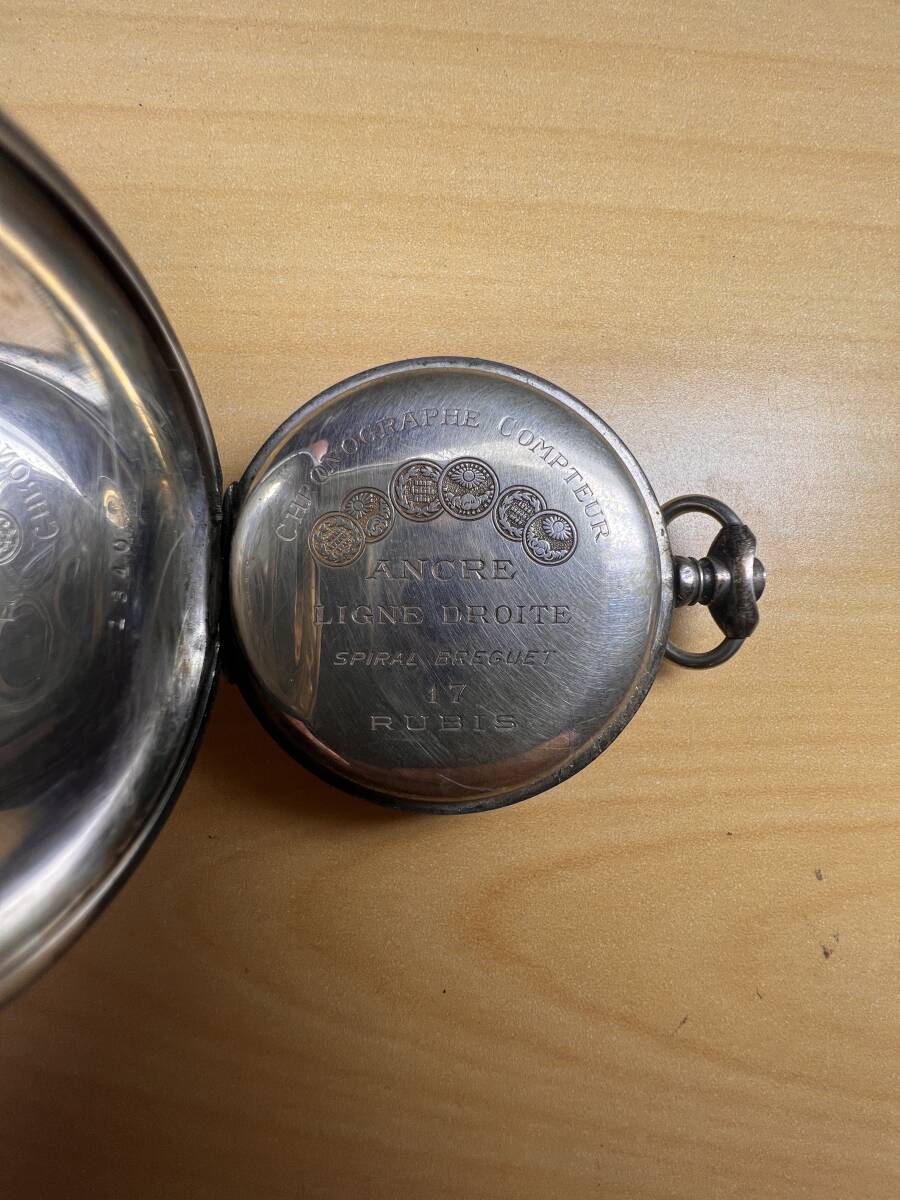 CHRONOGRAPHE COMPTEUR
ANCRE
LIGNE DROITE
SPIRAL BREGUET
17
RUBIS